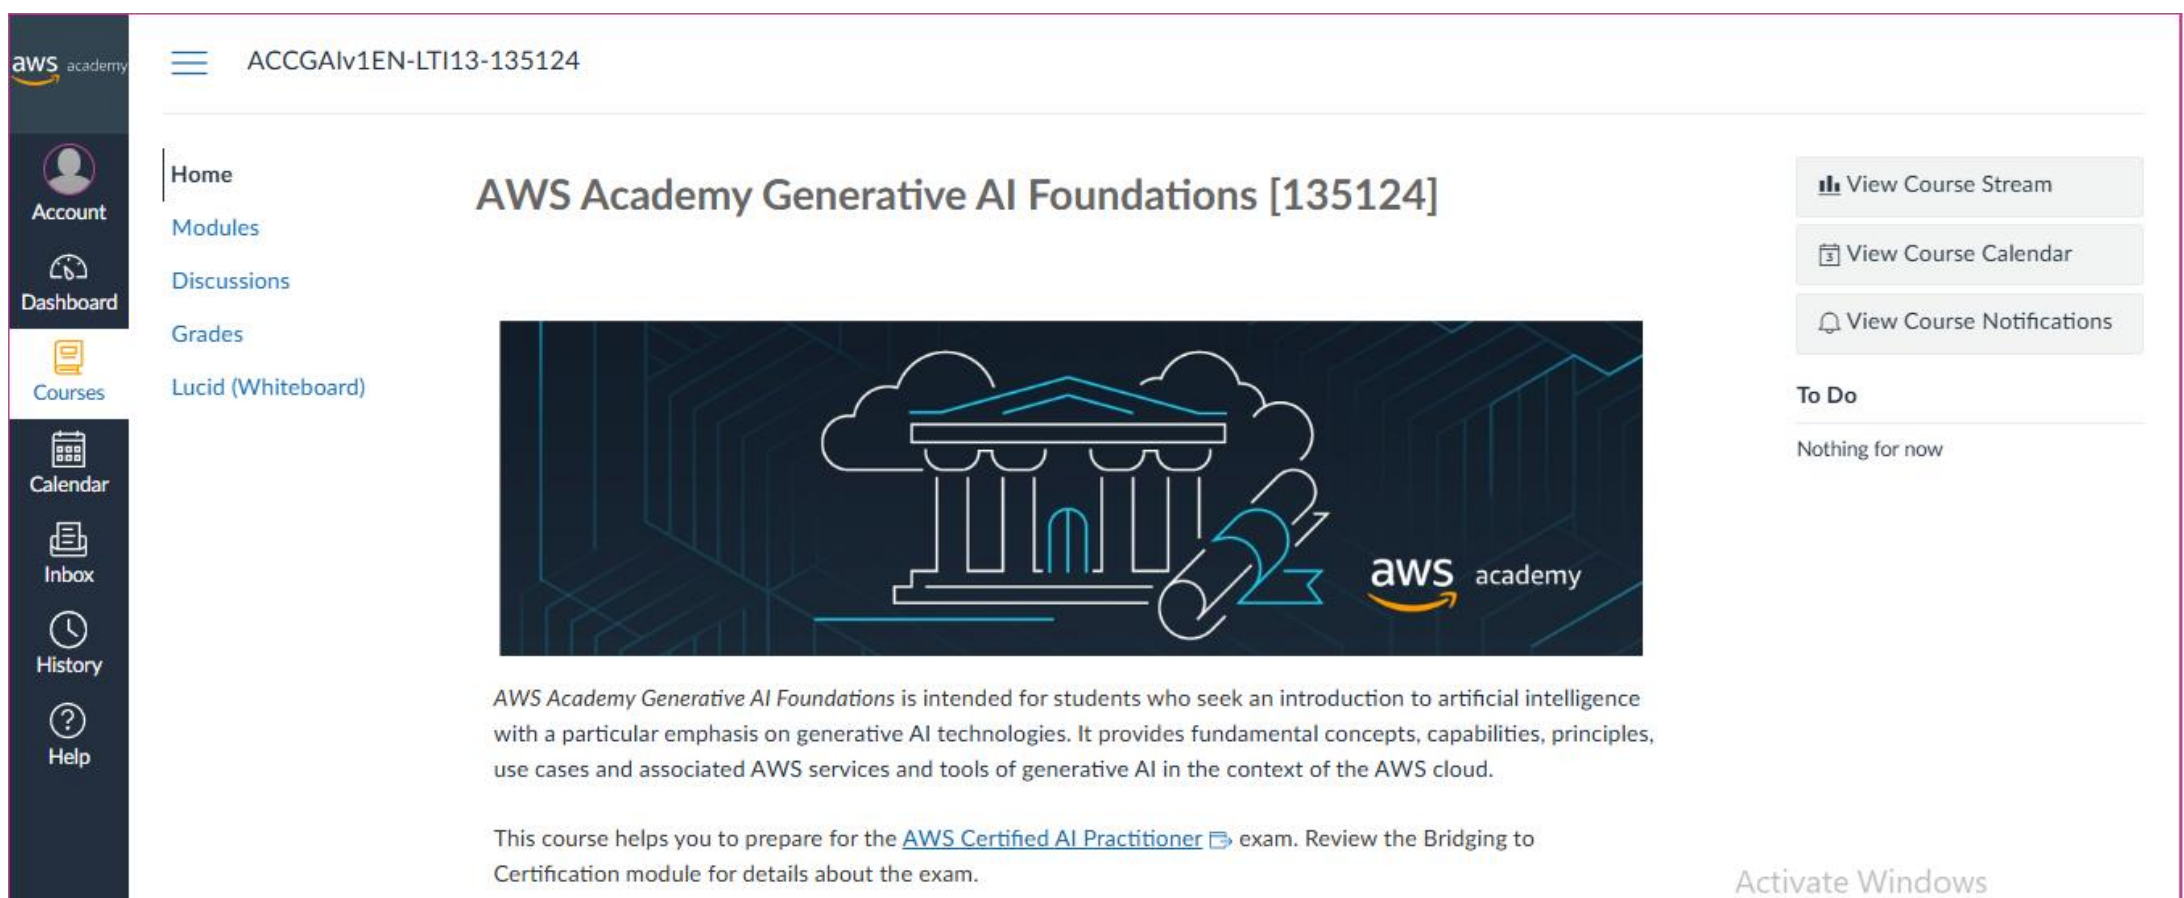 aws academy
ACCGAIv1EN-LTI13-135124
Account
Dashboard
Courses
Calendar
Inbox
History
Help
Home
Modules
Discussions
Grades
Lucid (Whiteboard)
AWS Academy Generative AI Foundations [135124]
aws academy
AWS Academy Generative AI Foundations is intended for students who seek an introduction to artificial intelligence
with a particular emphasis on generative AI technologies. It provides fundamental concepts, capabilities, principles,
use cases and associated AWS services and tools of generative AI in the context of the AWS cloud.
This course helps you to prepare for the AWS Certified AI Practitioner exam. Review the Bridging to
Certification module for details about the exam.
View Course Stream
View Course Calendar
View Course Notifications
To Do
Nothing for now
Activate Windows